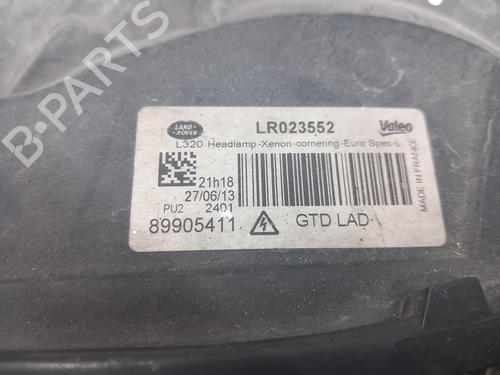 LAND
ROVER
LR023552
Valeo
L320 Headlamp-Xenon-cornering-Euro Spec-L
21h18
27/06/13
PU2 2401
89905411
GTD LAD
MADE IN FRANCE
B-PARTS